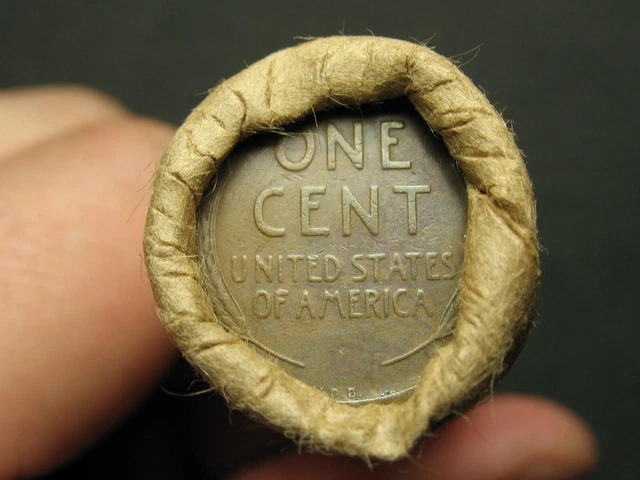 ONE
CENT
UNITED STATES
OF AMERICA
V.D.B.